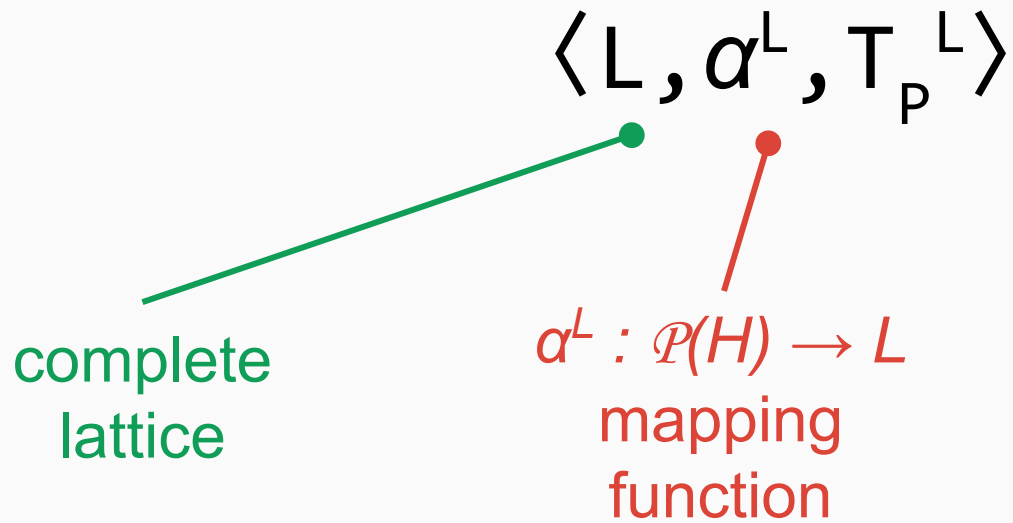 ⟨L,α^L,T_P^L⟩
complete
lattice
α^L : 𝒫(H) → L
mapping
function